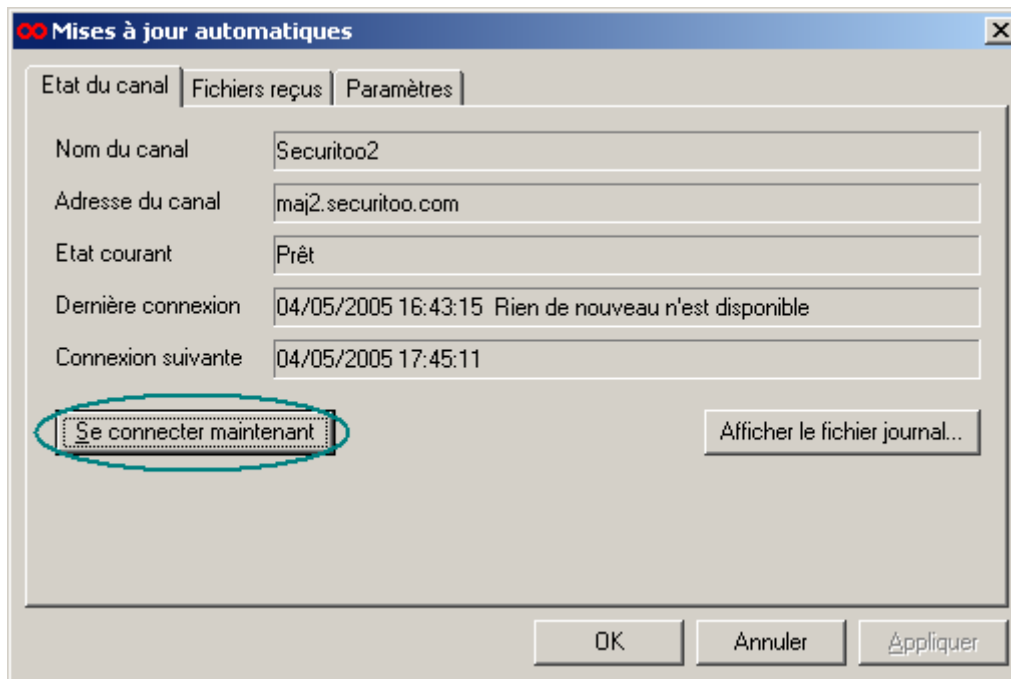 Mises à jour automatiques
Etat du canal Fichiers reçus Paramètres
Nom du canal Securitoo2
Adresse du canal maj2.securitoo.com
Etat courant Prêt
Dernière connexion 04/05/2005 16:43:15 Rien de nouveau n'est disponible
Connexion suivante 04/05/2005 17:45:11
Se connecter maintenant Afficher le fichier journal...
OK Annuler Appliquer